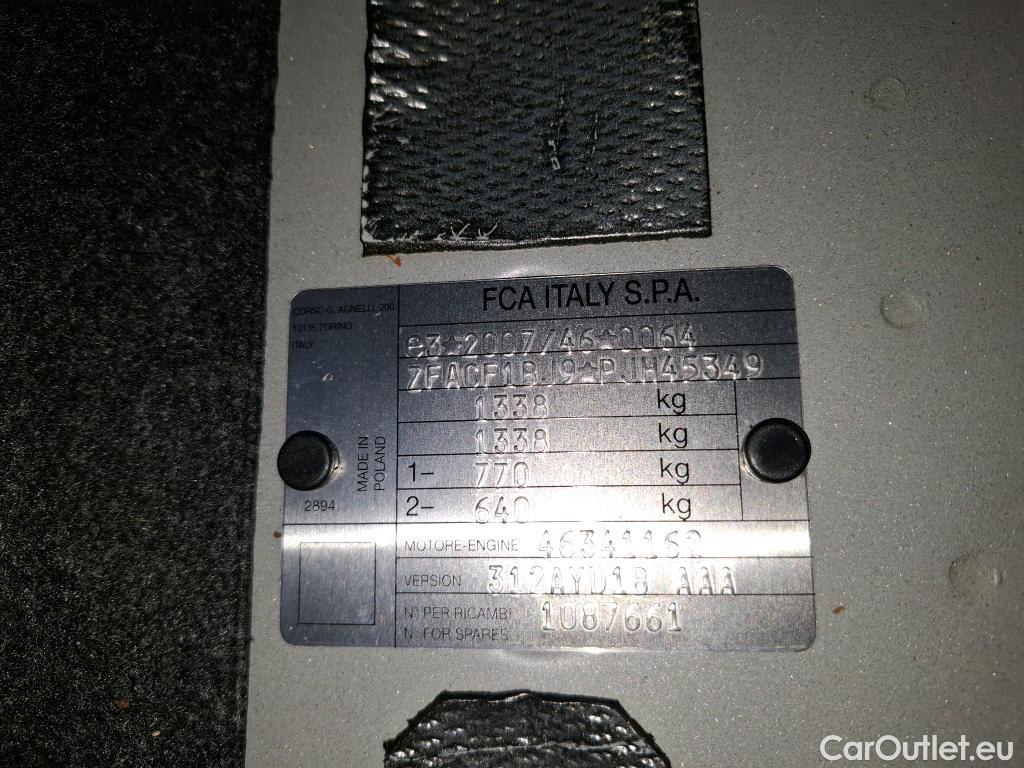 FCA ITALY S.P.A.
CORSO G. AGNELLI, 200
10135 TORINO
ITALY
e3*2007/46*0064
ZFACF1BJ9*PJH45349
1338 kg
1338 kg
1- 770 kg
2- 640 kg
MADE IN
POLAND
2894
MOTORE-ENGINE 46341162
VERSION 312AYD1B AAA
N° PER RICAMBI
N° FOR SPARES
1087661
CarOutlet.eu